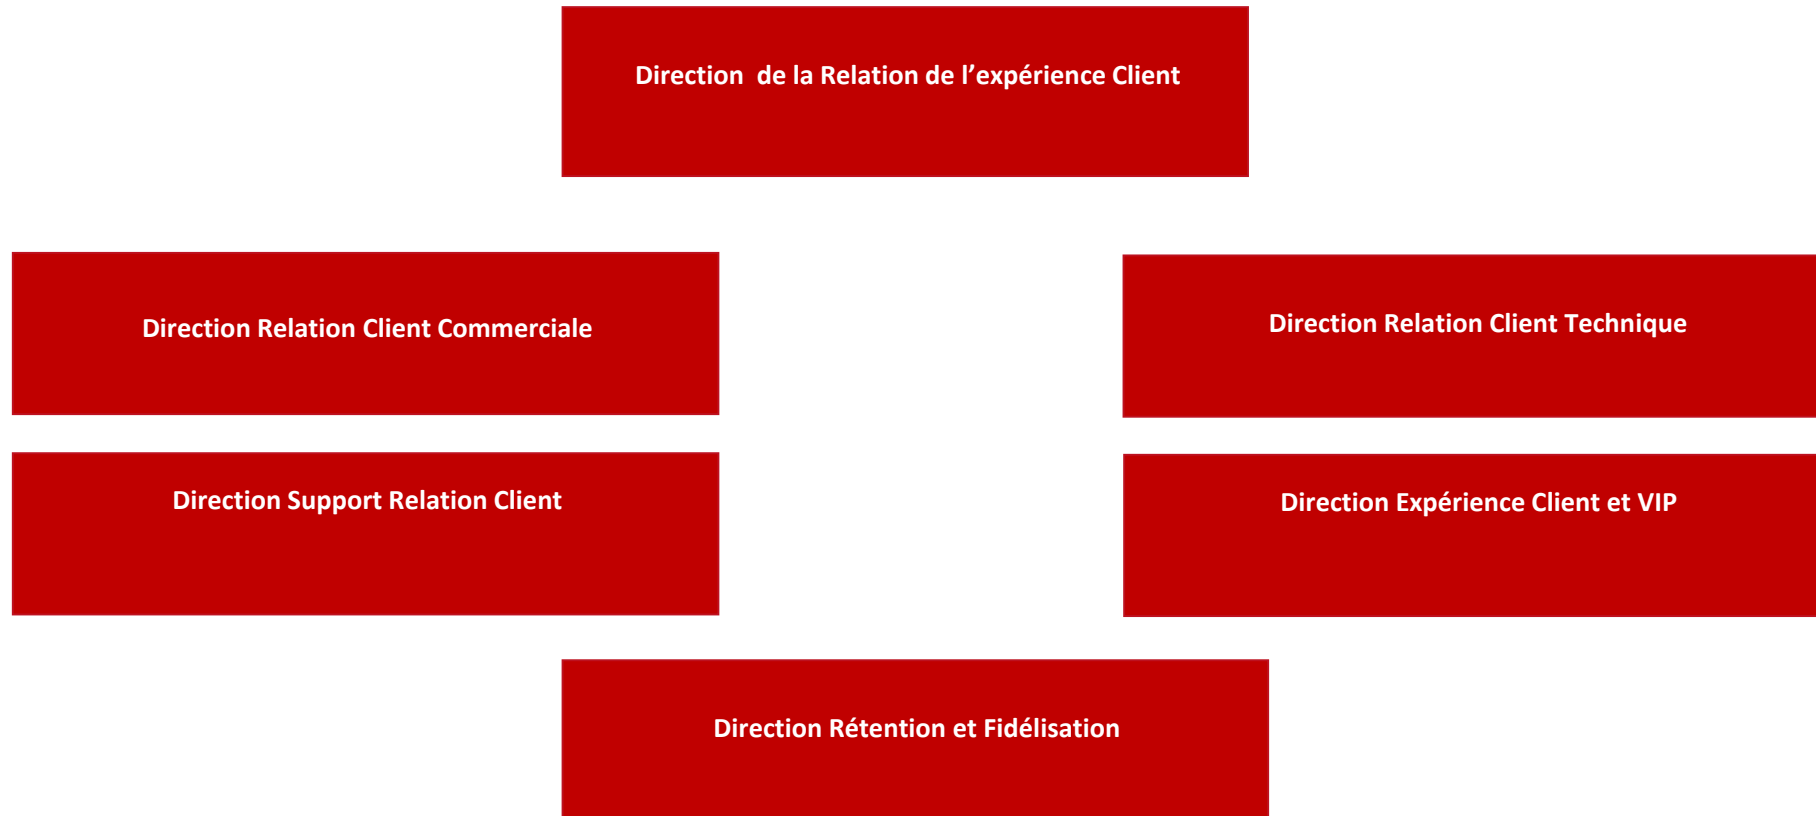 Direction  de la Relation de l’expérience Client
Direction Relation Client Commerciale
Direction Relation Client Technique
Direction Support Relation Client
Direction Expérience Client et VIP
Direction Rétention et Fidélisation